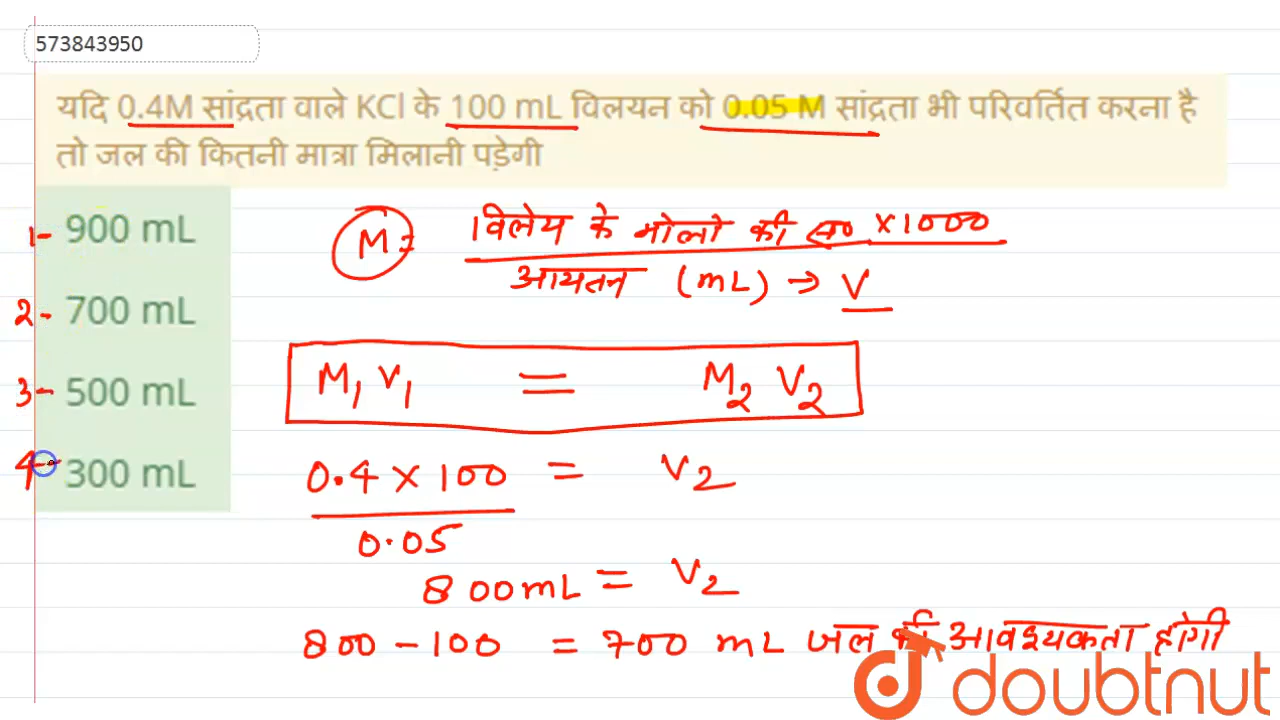 573843950
यदि 0.4M सांद्रता वाले KCl के 100 mL विलयन को 0.05 M सांद्रता भी परिवर्तित करना है
तो जल की कितनी मात्रा मिलानी पड़ेगी
1- 900 mL
2- 700 mL
3- 500 mL
4- 300 mL
M = विलेय के मोलो की सं० ×1000
आयतन (mL) → V
M₁ V₁ = M₂ V₂
0.4 × 100 = V₂
0.05
800mL = V₂
800 - 100 = 700 mL जल की आवश्यकता होगी
doubtnut